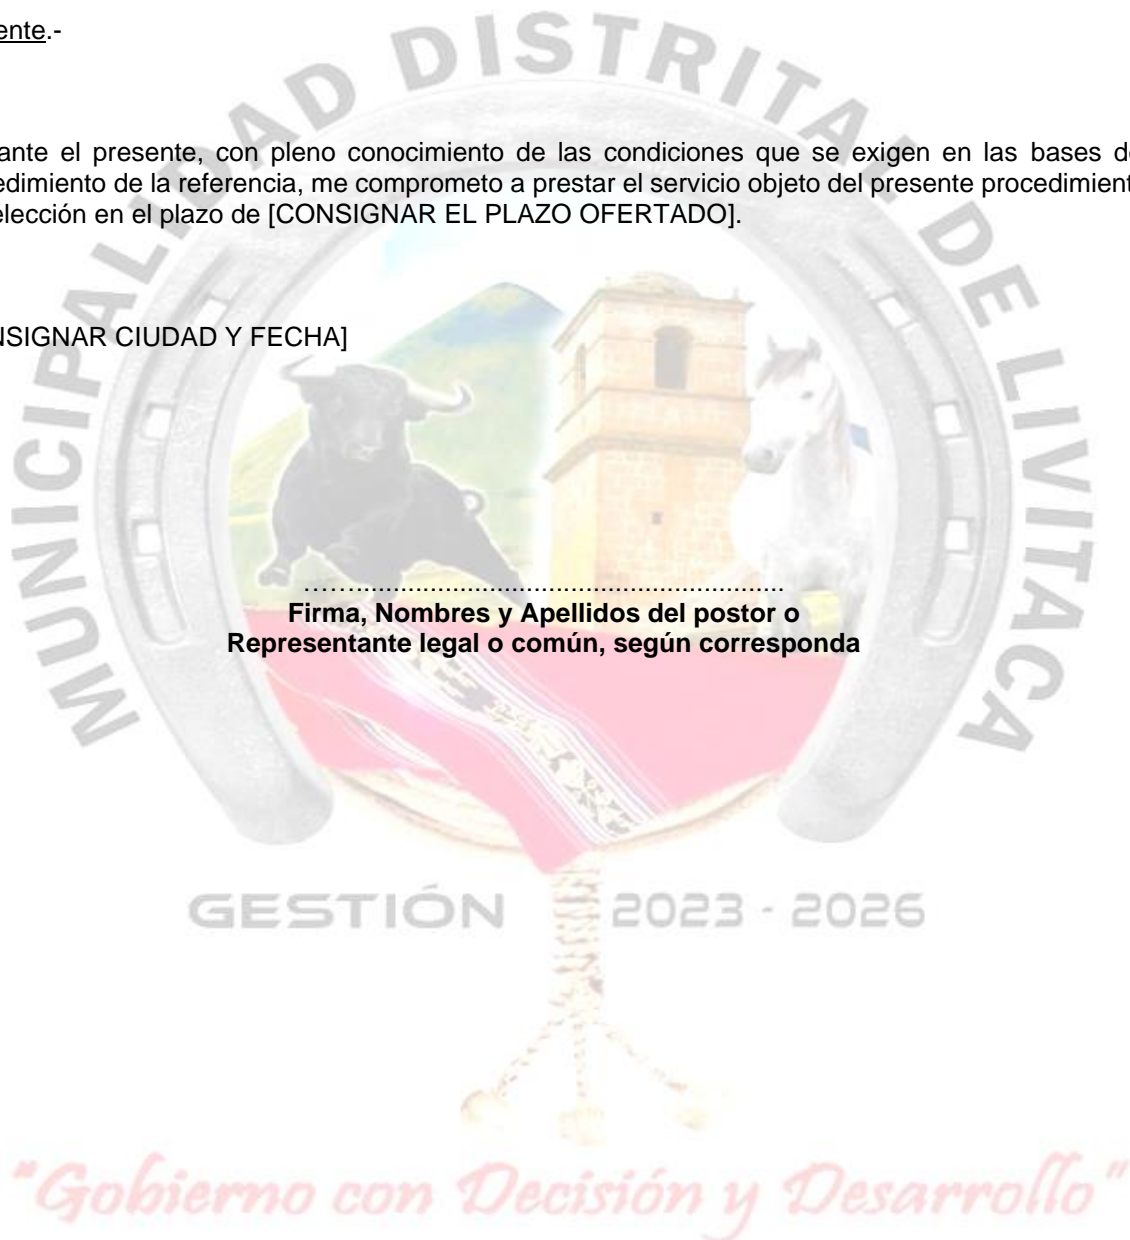 ente.-
MUNICIPALIDAD DISTRITAL DE LIVITACA
ante el presente, con pleno conocimiento de las condiciones que se exigen en las bases de
edimiento de la referencia, me comprometo a prestar el servicio objeto del presente procedimient
elección en el plazo de [CONSIGNAR EL PLAZO OFERTADO].
NSIGNAR CIUDAD Y FECHA]
…….........................................................
Firma, Nombres y Apellidos del postor o
Representante legal o común, según corresponda
GESTIÓN 2023 - 2026
"Gobierno con Decisión y Desarrollo"